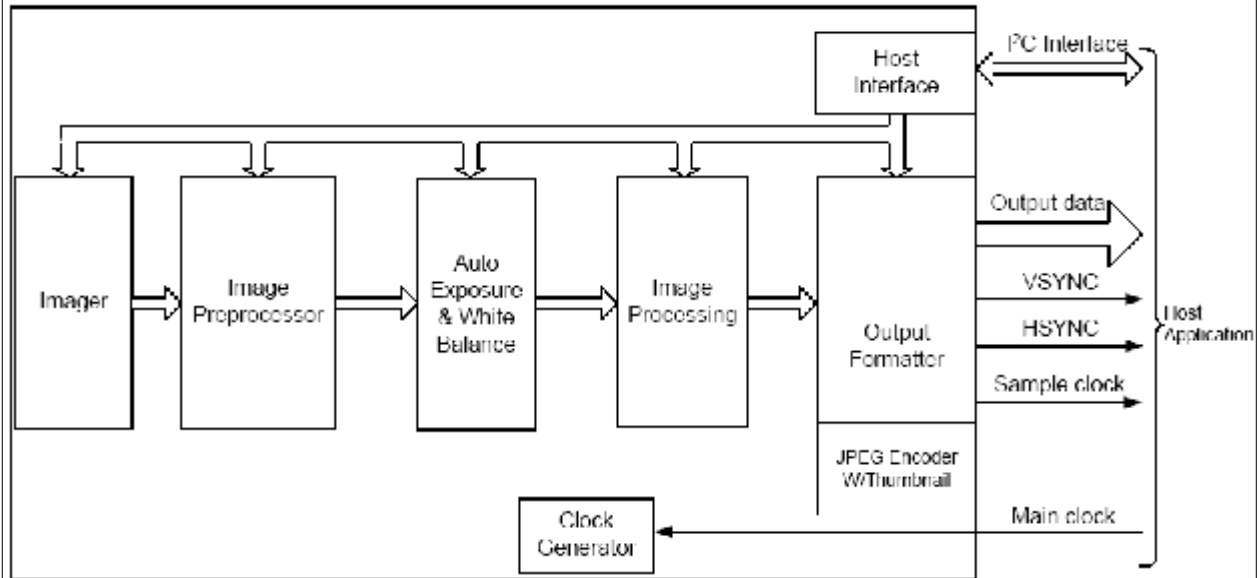 Host
Interface
I²C Interface
Imager
Image
Preprocessor
Auto
Exposure
& White
Balance
Image
Processing
Output
Formatter
JPEG Encoder
W/Thumbnail
Clock
Generator
Output data
VSYNC
HSYNC
Sample clock
Main clock
Host
Application